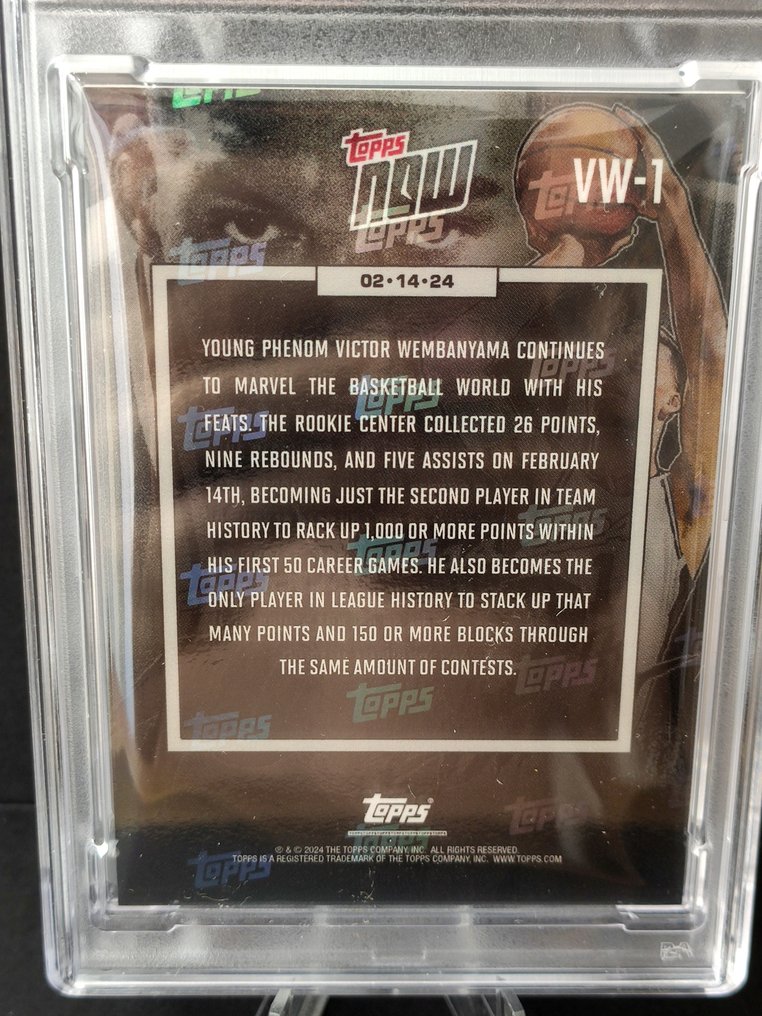 Topps
NOW
VW-1
TOPPS
TOPPS
TOPPS
02•14•24
YOUNG PHENOM VICTOR WEMBANYAMA CONTINUES
TO MARVEL THE BASKETBALL WORLD WITH HIS
FEATS. THE ROOKIE CENTER COLLECTED 26 POINTS,
NINE REBOUNDS, AND FIVE ASSISTS ON FEBRUARY
14TH, BECOMING JUST THE SECOND PLAYER IN TEAM
HISTORY TO RACK UP 1,000 OR MORE POINTS WITHIN
HIS FIRST 50 CAREER GAMES. HE ALSO BECOMES THE
ONLY PLAYER IN LEAGUE HISTORY TO STACK UP THAT
MANY POINTS AND 150 OR MORE BLOCKS THROUGH
THE SAME AMOUNT OF CONTESTS.
Topps
® & © 2024 THE TOPPS COMPANY, INC. ALL RIGHTS RESERVED.
TOPPS IS A REGISTERED TRADEMARK OF THE TOPPS COMPANY, INC. WWW.TOPPS.COM